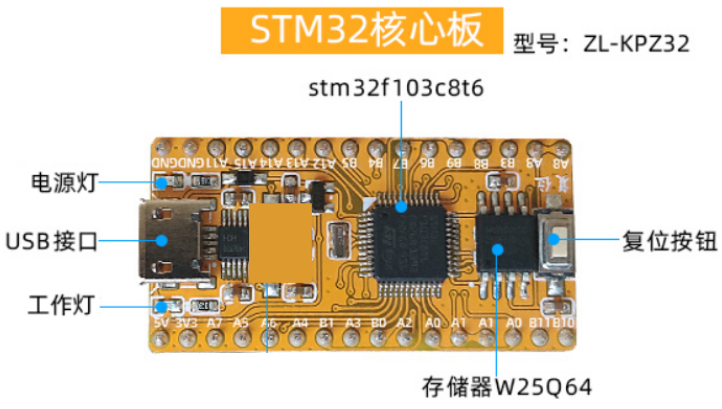 STM32核心板
型号：ZL-KPZ32
stm32f103c8t6
GND GND A11 A15 A14 A13 A12 B5 B4 B7 B6 B9 B8 B3 A8 A8
电源灯
USB接口
复位按钮
工作灯
5V 3V3 A7 A5 A6 A4 B1 A3 B0 A2 A0 A1 A1 A0 B11 B10
存储器W25Q64